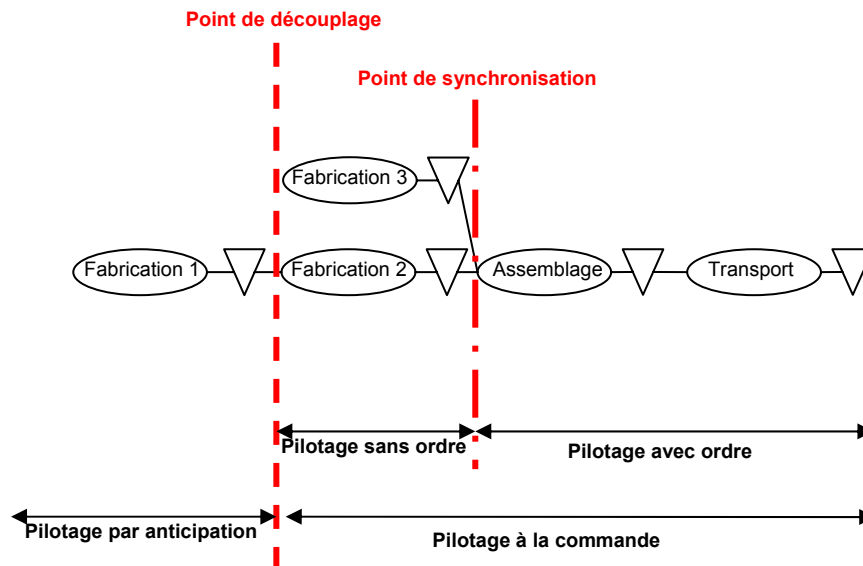 Point de découplage
Point de synchronisation
Fabrication 3
Fabrication 1
Fabrication 2
Assemblage
Transport
Pilotage sans ordre
Pilotage avec ordre
Pilotage par anticipation
Pilotage à la commande